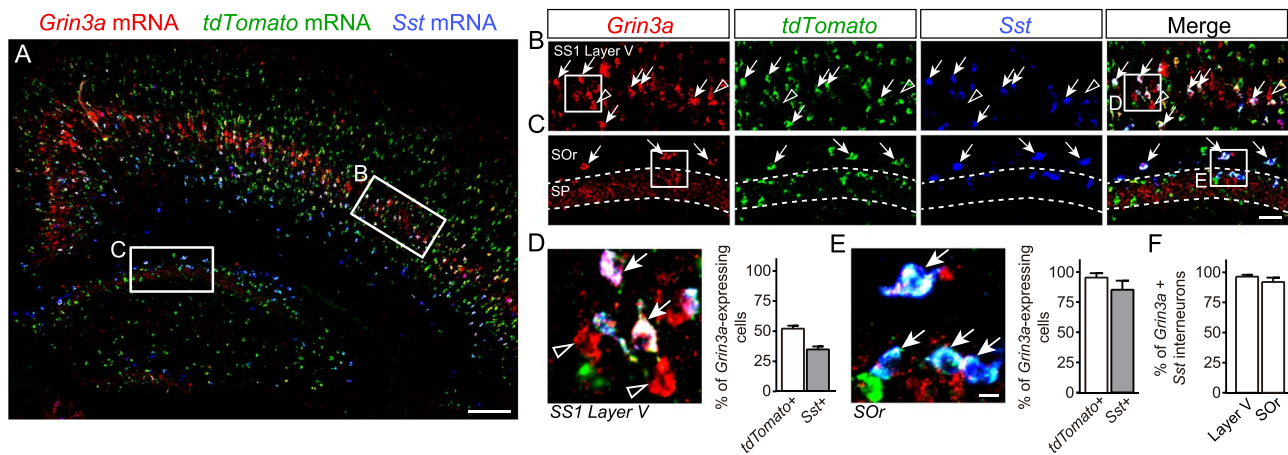 Grin3a mRNA tdTomato mRNA Sst mRNA
A
B
C
Grin3a tdTomato Sst Merge
B
SS1 Layer V
D
C
SOr
SP
E
D
SS1 Layer V
% of Grin3a-expressing
cells
100
75
50
25
0
tdTomato+ Sst+
E
SOr
% of Grin3a-expressing
cells
100
75
50
25
0
tdTomato+ Sst+
F
% of Grin3a +
Sst interneurons
100
75
50
25
0
Layer V SOr